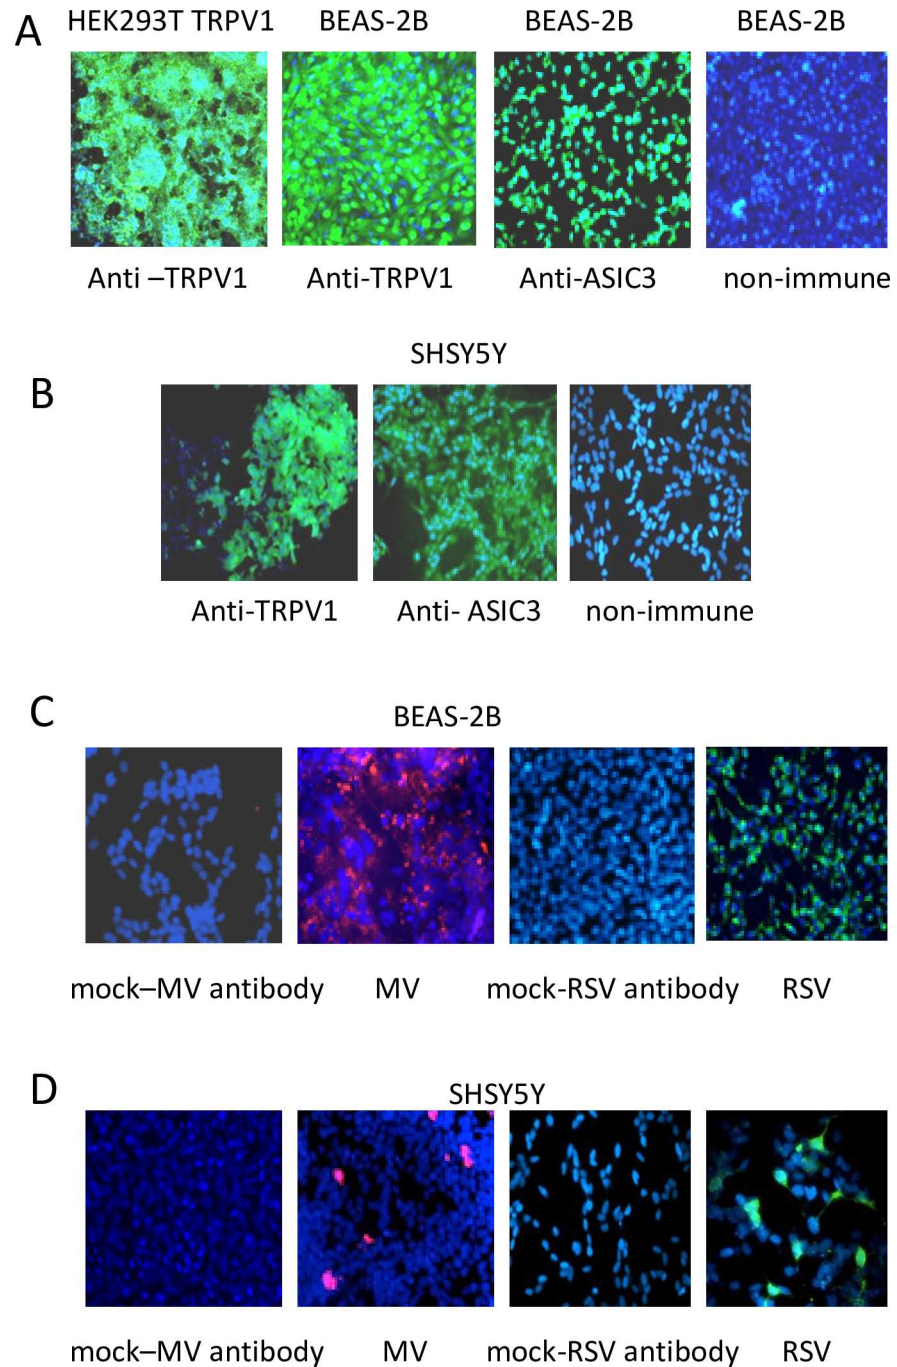 A
HEK293T TRPV1 BEAS-2B BEAS-2B BEAS-2B
Anti –TRPV1 Anti-TRPV1 Anti-ASIC3 non-immune
SHSY5Y
B
Anti-TRPV1 Anti- ASIC3 non-immune
C
BEAS-2B
mock–MV antibody MV mock-RSV antibody RSV
D
SHSY5Y
mock–MV antibody MV mock-RSV antibody RSV